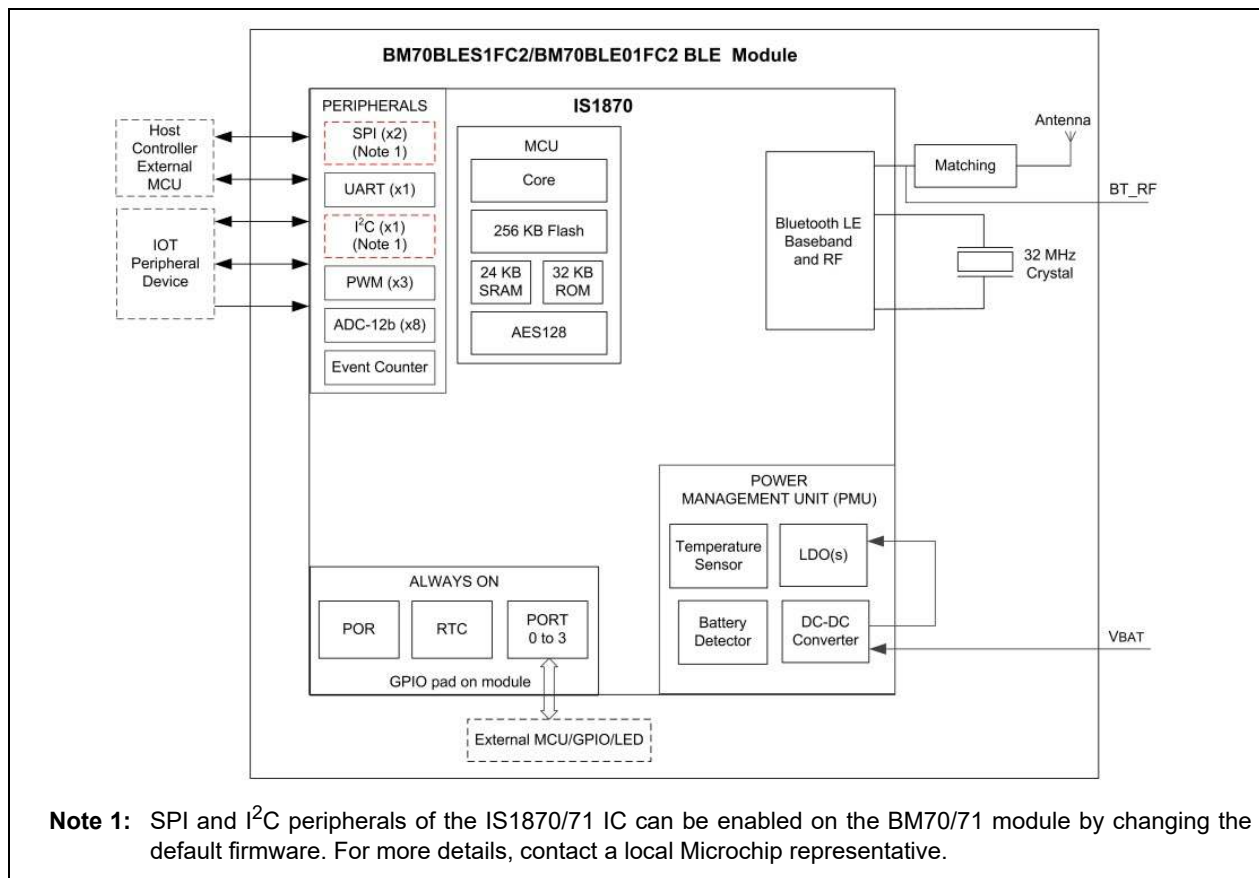 BM70BLES1FC2/BM70BLE01FC2 BLE Module
IS1870
Host
Controller
External
MCU
IOT
Peripheral
Device
PERIPHERALS
SPI (x2)
(Note 1)
UART (x1)
I²C (x1)
(Note 1)
PWM (x3)
ADC-12b (x8)
Event Counter
MCU
Core
256 KB Flash
24 KB
SRAM
32 KB
ROM
AES128
Bluetooth LE
Baseband
and RF
Matching
Antenna
BT_RF
32 MHz
Crystal
POWER
MANAGEMENT UNIT (PMU)
Temperature
Sensor
LDO(s)
Battery
Detector
DC-DC
Converter
VBAT
ALWAYS ON
POR
RTC
PORT
0 to 3
GPIO pad on module
External MCU/GPIO/LED
Note 1: SPI and I²C peripherals of the IS1870/71 IC can be enabled on the BM70/71 module by changing the
default firmware. For more details, contact a local Microchip representative.